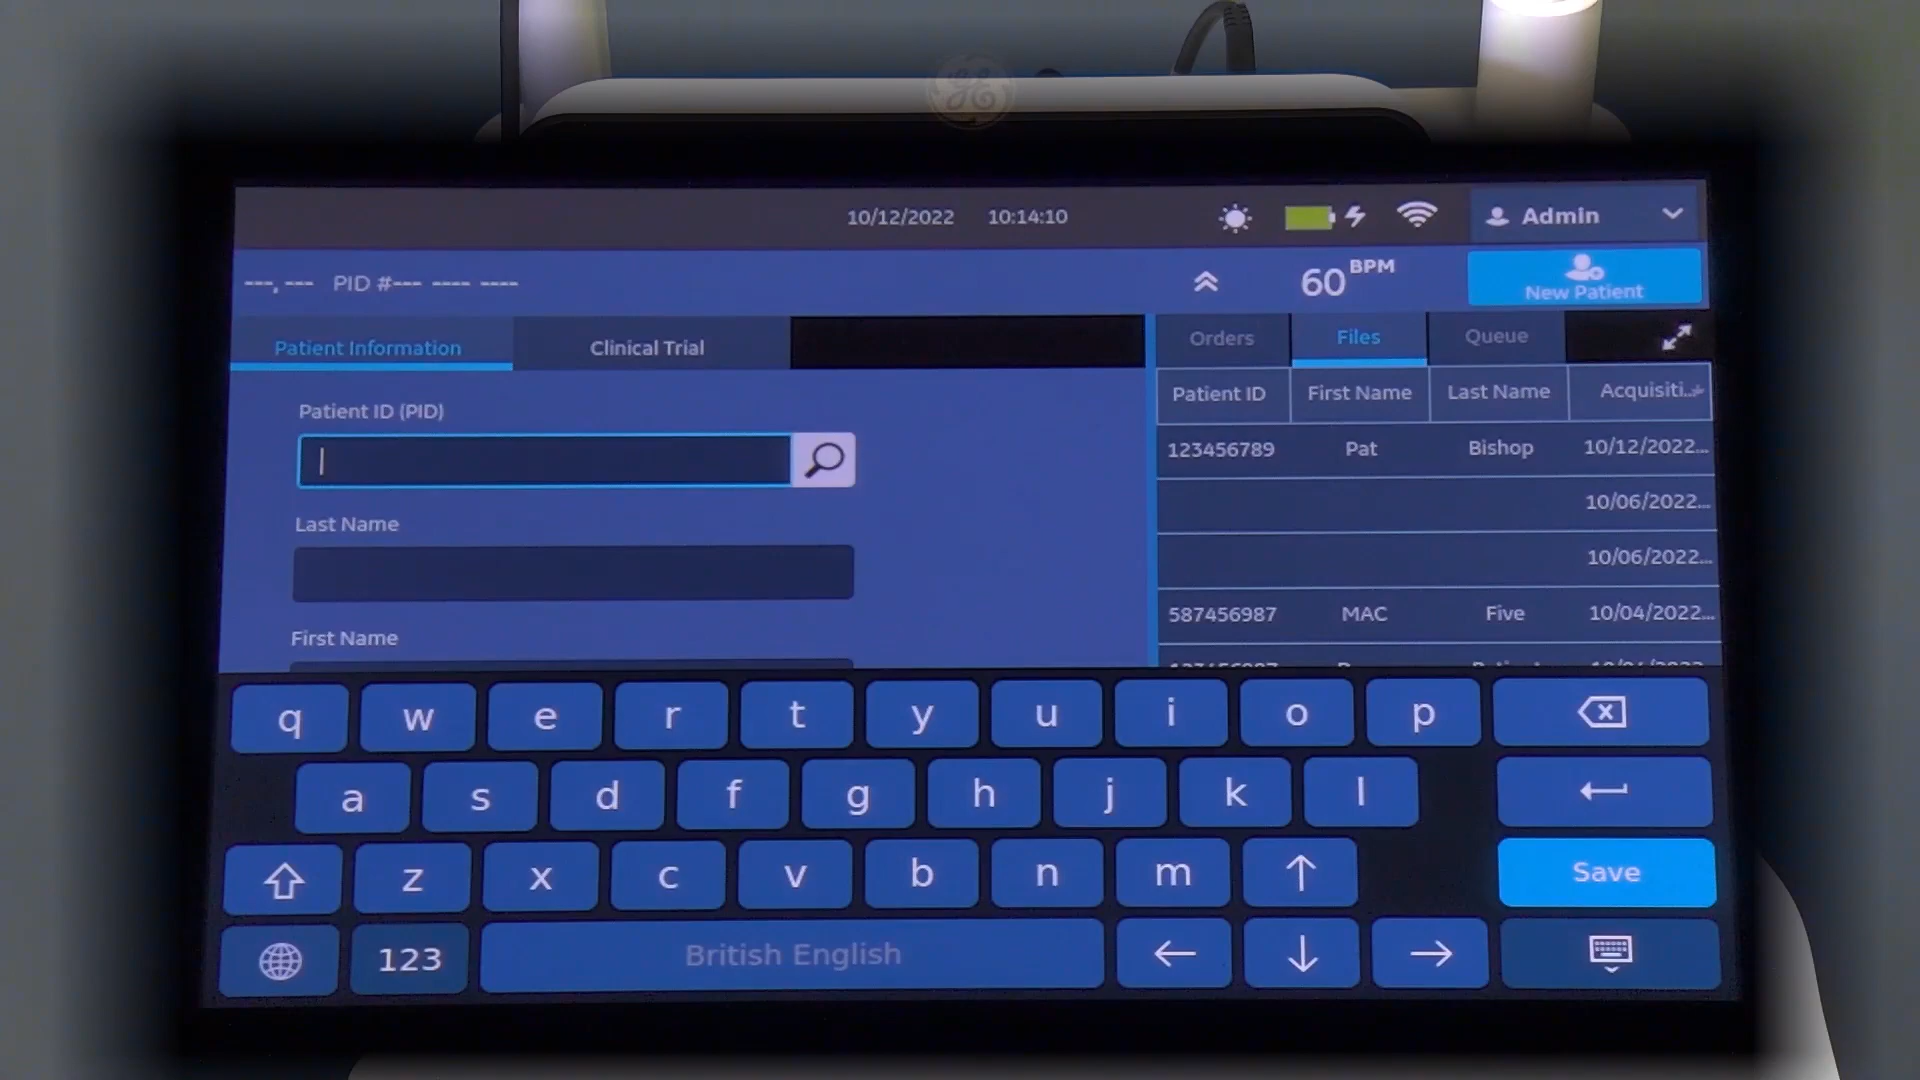 GE
10/12/2022 10:14:10
Admin
---, --- PID #--- ---- ----
60 BPM
New Patient
Patient Information Clinical Trial
Orders Files Queue
Patient ID First Name Last Name Acquisiti...
Patient ID (PID)
Last Name
First Name
123456789 Pat Bishop 10/12/2022...
10/06/2022...
10/06/2022...
587456987 MAC Five 10/04/2022...
q w e r t y u i o p
a s d f g h j k l
z x c v b n m
Save
123 British English